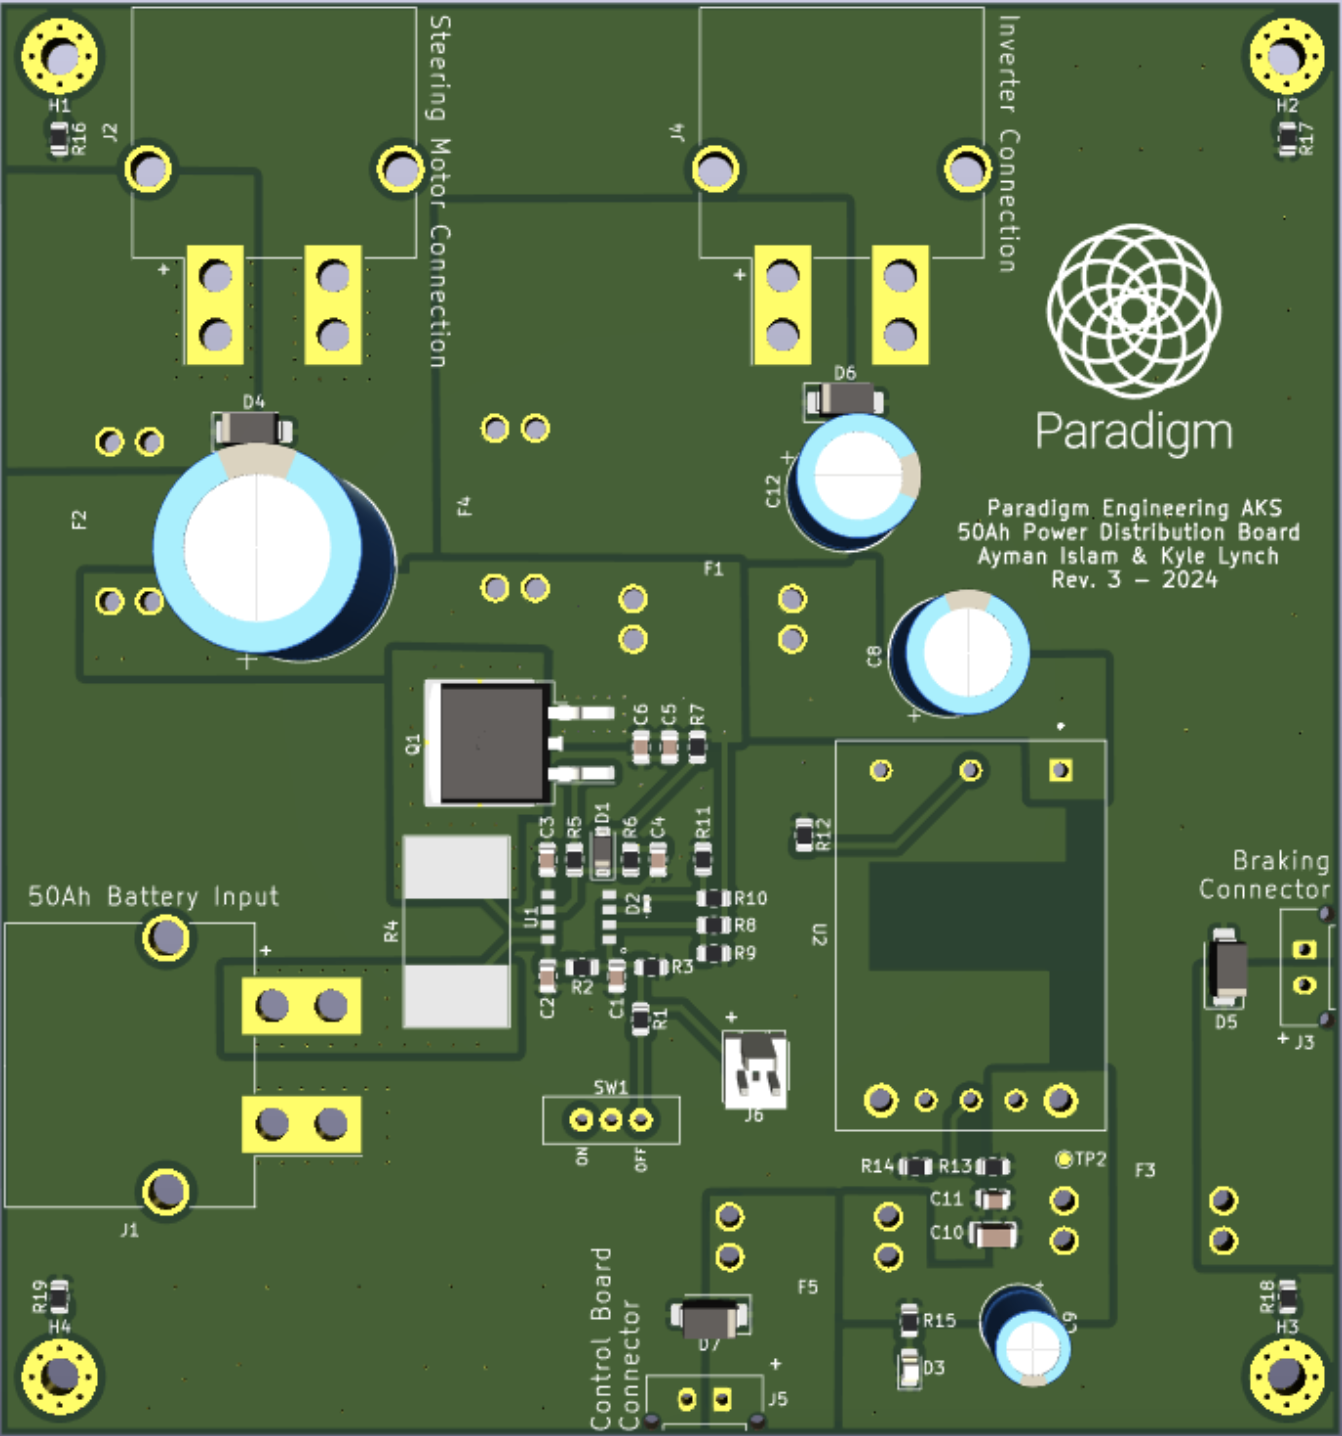 H1
R16
J2
Steering Motor Connection
J4
Inverter Connection
H2
R17
+
+
D4
D6
+
C12
Paradigm
F2
F4
Paradigm Engineering AKS
50Ah Power Distribution Board
Ayman Islam & Kyle Lynch
Rev. 3 - 2024
F1
C8
+
+
Q1
C6
C5
R7
C3
R5
D1
R6
C4
R11
R12
50Ah Battery Input
+
R4
U1
D2
R10
R8
R9
U2
Braking
Connector
C2
R2
C1
R3
R1
D5
+
J3
+
J6
SW1
ON
OFF
J1
R14
R13
TP2
F3
C11
C10
R19
H4
Control Board
Connector
F5
D7
+
J5
R15
D3
+
C9
R18
H3